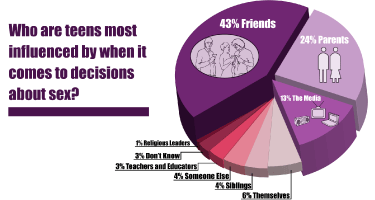 Who are teens most
influenced by when it
comes to decisions
about sex?
43% Friends
24% Parents
13% The Media
1% Religious Leaders
3% Don't Know
3% Teachers and Educators
4% Someone Else
4% Siblings
6% Themselves